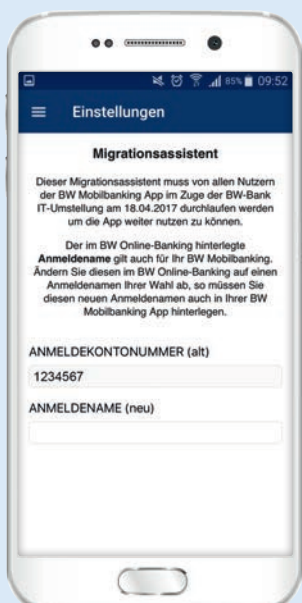 85% 09:52
Einstellungen
Migrationsassistent
Dieser Migrationsassistent muss von allen Nutzern
der BW Mobilbanking App im Zuge der BW-Bank
IT-Umstellung am 18.04.2017 durchlaufen werden
um die App weiter nutzen zu können.
Der im BW Online-Banking hinterlegte
Anmeldename gilt auch für Ihr BW Mobilbanking.
Ändern Sie diesen im BW Online-Banking auf einen
Anmeldenamen Ihrer Wahl ab, so müssen Sie
diesen neuen Anmeldenamen auch in Ihrer BW
Mobilbanking App hinterlegen.
ANMELDEKONTONUMMER (alt)
1234567
ANMELDENAME (neu)